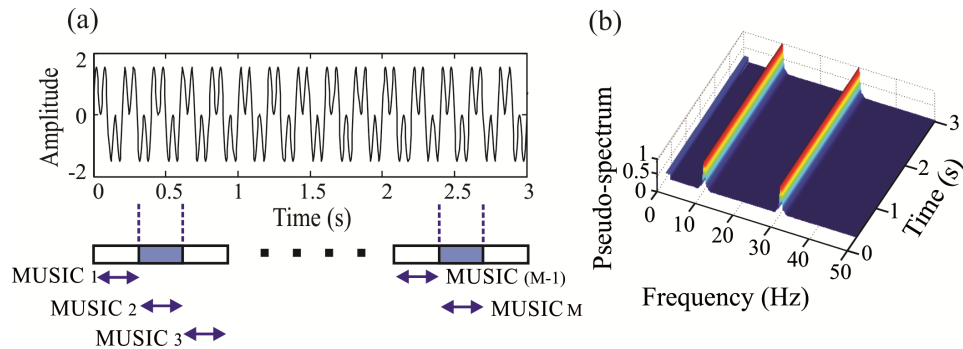 (a)
2
0
-2
Amplitude
0 0.5 1 1.5 2 2.5 3
Time (s)
MUSIC 1
MUSIC 2
MUSIC 3
MUSIC (M-1)
MUSIC M
(b)
1
0.5
0
Pseudo-spectrum
0 10 20 30 40 50
Frequency (Hz)
0 1 2 3
Time (s)